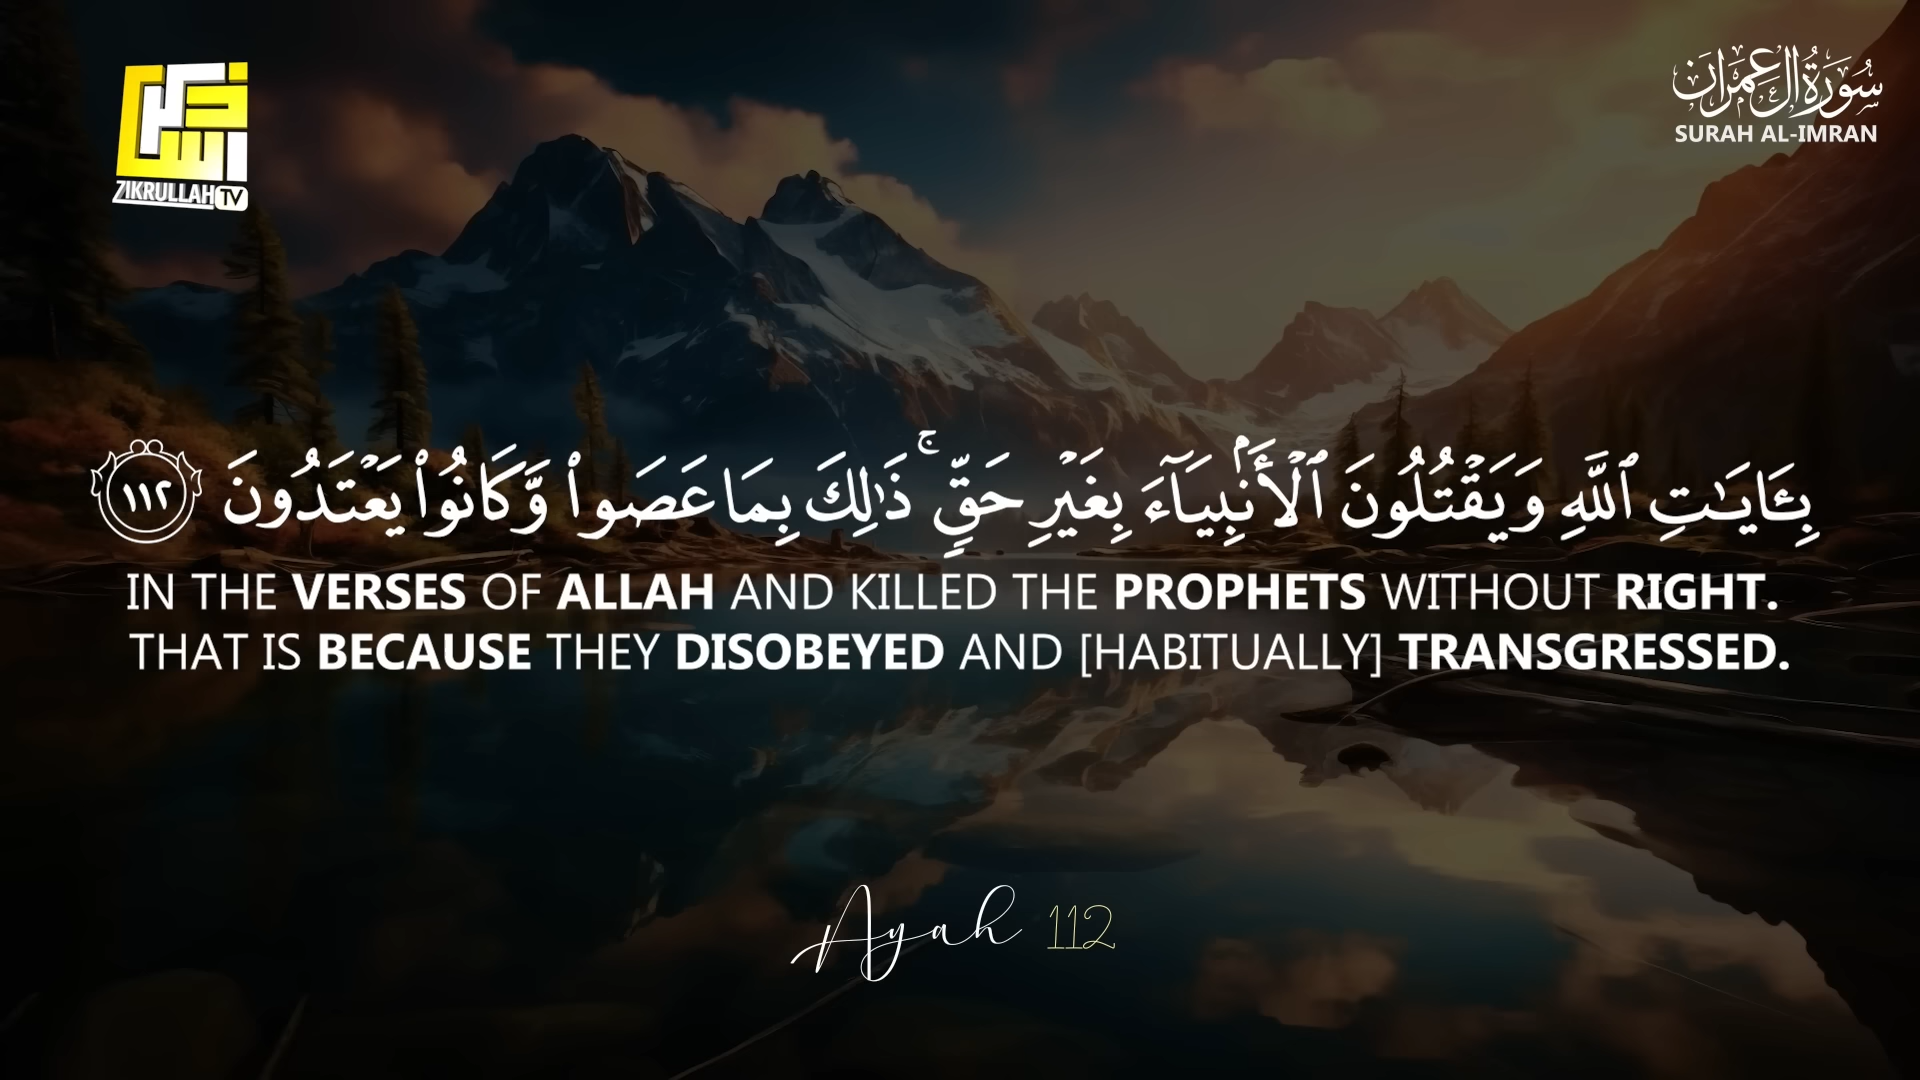 ZIKRULLAH TV
سُورَةُ اٰل عِمرَان
SURAH AL-IMRAN
بِـَٔايَـٰتِ ٱللَّهِ وَيَقْتُلُونَ ٱلْأَنۢبِيَآءَ بِغَيْرِ حَقٍّ ۚ ذَٰلِكَ بِمَا عَصَوا۟ وَّكَانُوا۟ يَعْتَدُونَ ١١٢
IN THE VERSES OF ALLAH AND KILLED THE PROPHETS WITHOUT RIGHT.
THAT IS BECAUSE THEY DISOBEYED AND [HABITUALLY] TRANSGRESSED.
Ayah 112